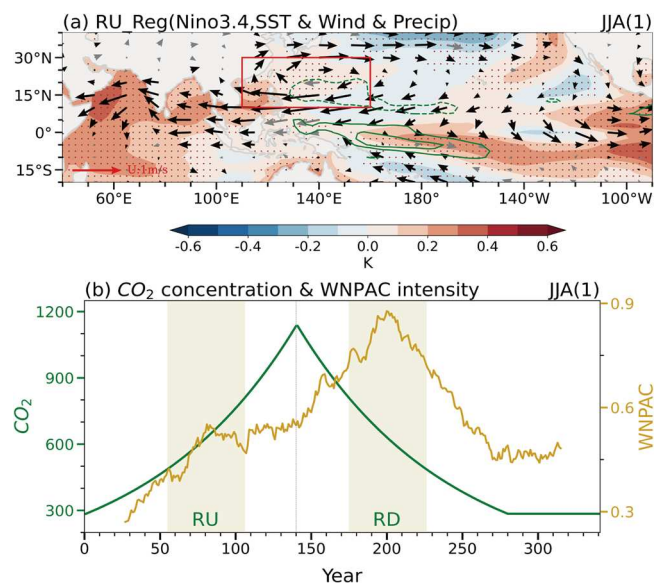 (a) RU_Reg(Nino3.4,SST & Wind & Precip) JJA(1)
30°N
15°N
0°
15°S
U:1m/s
60°E 100°E 140°E 180° 140°W 100°W
-0.6 -0.4 -0.2 0.0 0.2 0.4 0.6
K
(b) CO₂ concentration & WNPAC intensity JJA(1)
1200 0.9
900
CO₂ WNPAC
0.6
600
300 0.3
RU RD
0 50 100 150 200 250 300
Year